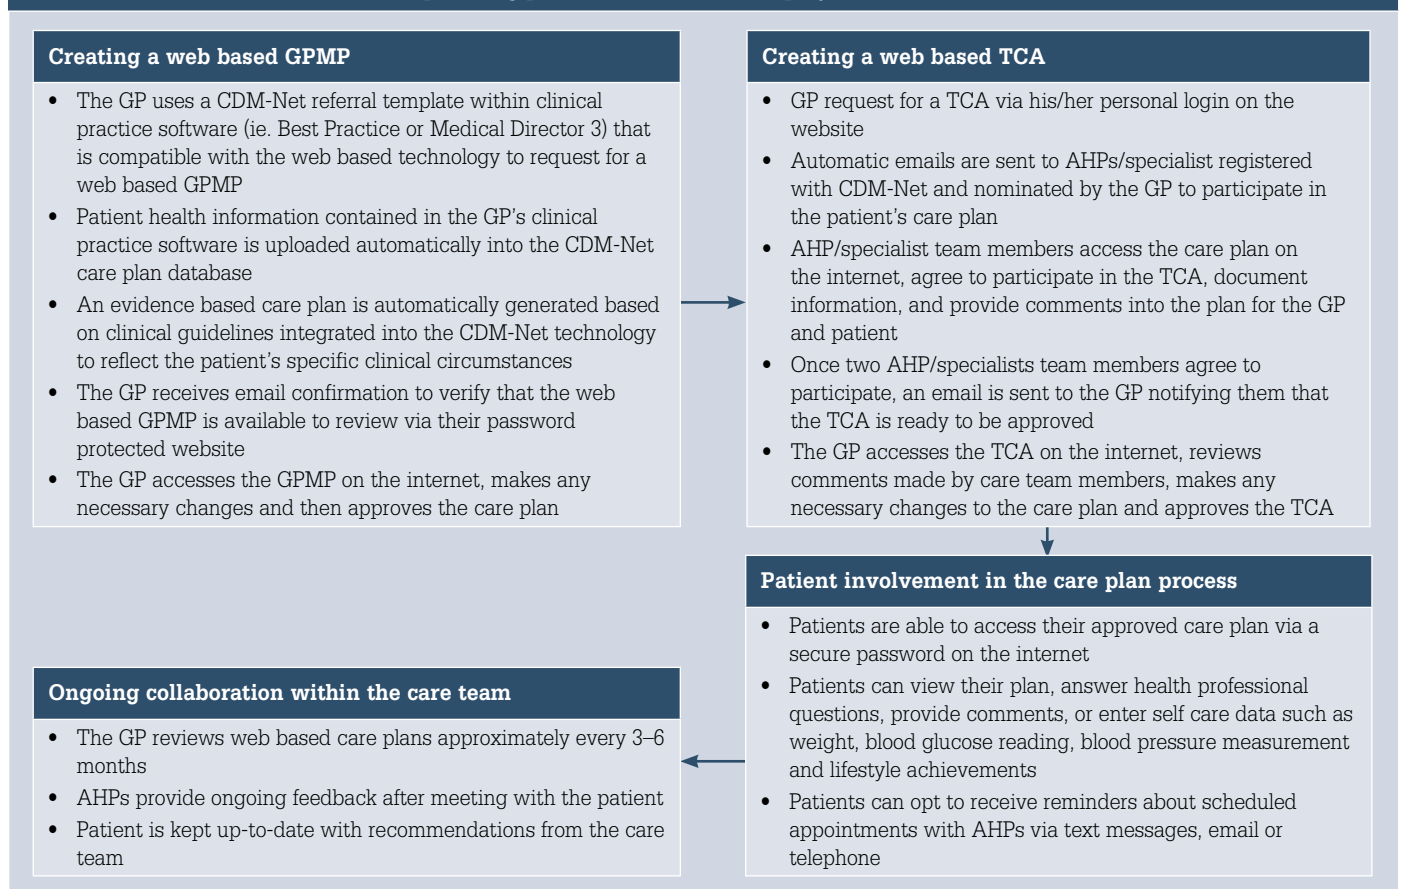 Creating a web based GPMP
• The GP uses a CDM-Net referral template within clinical
practice software (ie. Best Practice or Medical Director 3) that
is compatible with the web based technology to request for a
web based GPMP
• Patient health information contained in the GP's clinical
practice software is uploaded automatically into the CDM-Net
care plan database
• An evidence based care plan is automatically generated based
on clinical guidelines integrated into the CDM-Net technology
to reflect the patient's specific clinical circumstances
• The GP receives email confirmation to verify that the web
based GPMP is available to review via their password
protected website
• The GP accesses the GPMP on the internet, makes any
necessary changes and then approves the care plan
Creating a web based TCA
• GP request for a TCA via his/her personal login on the
website
• Automatic emails are sent to AHPs/specialist registered
with CDM-Net and nominated by the GP to participate in
the patient's care plan
• AHP/specialist team members access the care plan on
the internet, agree to participate in the TCA, document
information, and provide comments into the plan for the GP
and patient
• Once two AHP/specialists team members agree to
participate, an email is sent to the GP notifying them that
the TCA is ready to be approved
• The GP accesses the TCA on the internet, reviews
comments made by care team members, makes any
necessary changes to the care plan and approves the TCA
Patient involvement in the care plan process
• Patients are able to access their approved care plan via a
secure password on the internet
• Patients can view their plan, answer health professional
questions, provide comments, or enter self care data such as
weight, blood glucose reading, blood pressure measurement
and lifestyle achievements
• Patients can opt to receive reminders about scheduled
appointments with AHPs via text messages, email or
telephone
Ongoing collaboration within the care team
• The GP reviews web based care plans approximately every 3–6
months
• AHPs provide ongoing feedback after meeting with the patient
• Patient is kept up-to-date with recommendations from the care
team